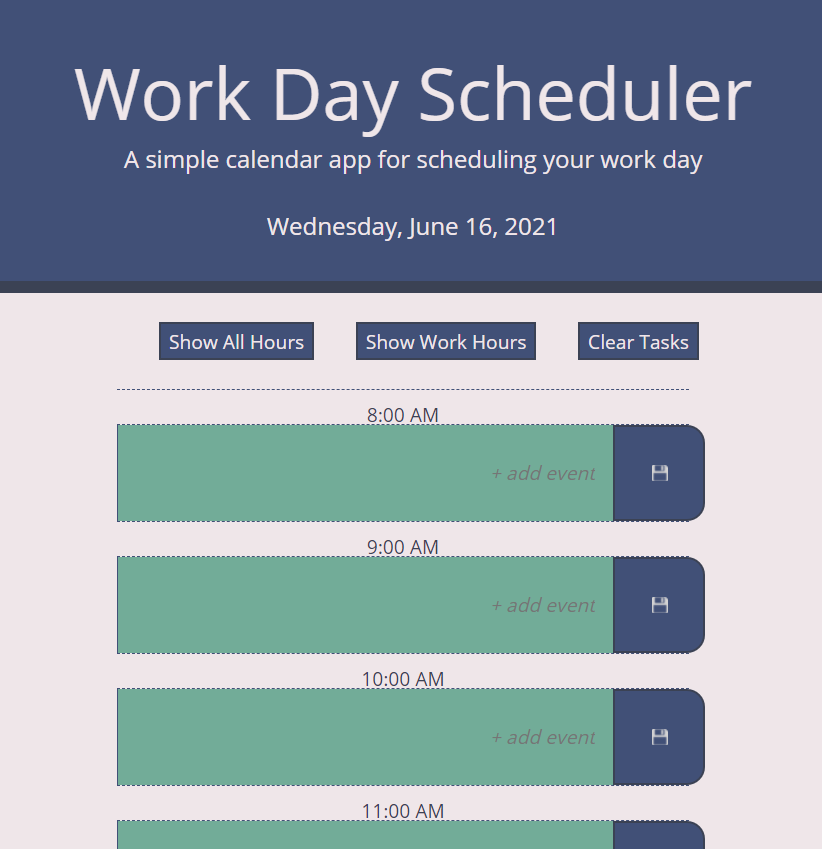 Work Day Scheduler
A simple calendar app for scheduling your work day
Wednesday, June 16, 2021
Show All Hours Show Work Hours Clear Tasks
8:00 AM
+ add event
9:00 AM
+ add event
10:00 AM
+ add event
11:00 AM